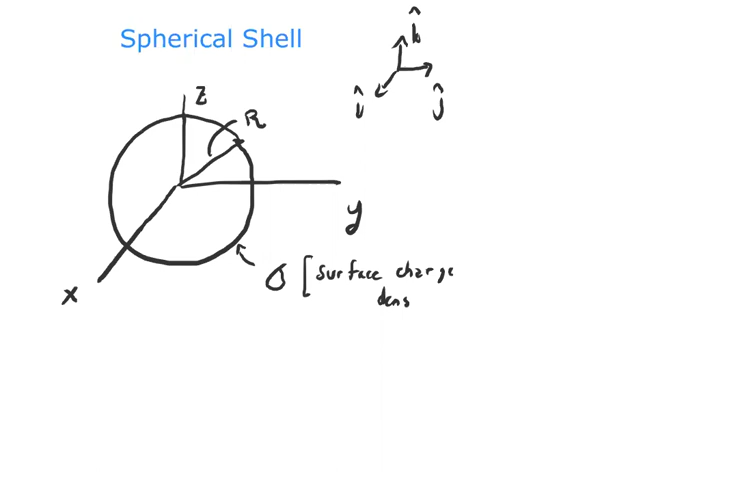 Spherical Shell
k̂
î
ĵ
z
R
y
x
σ [surface charge
dens